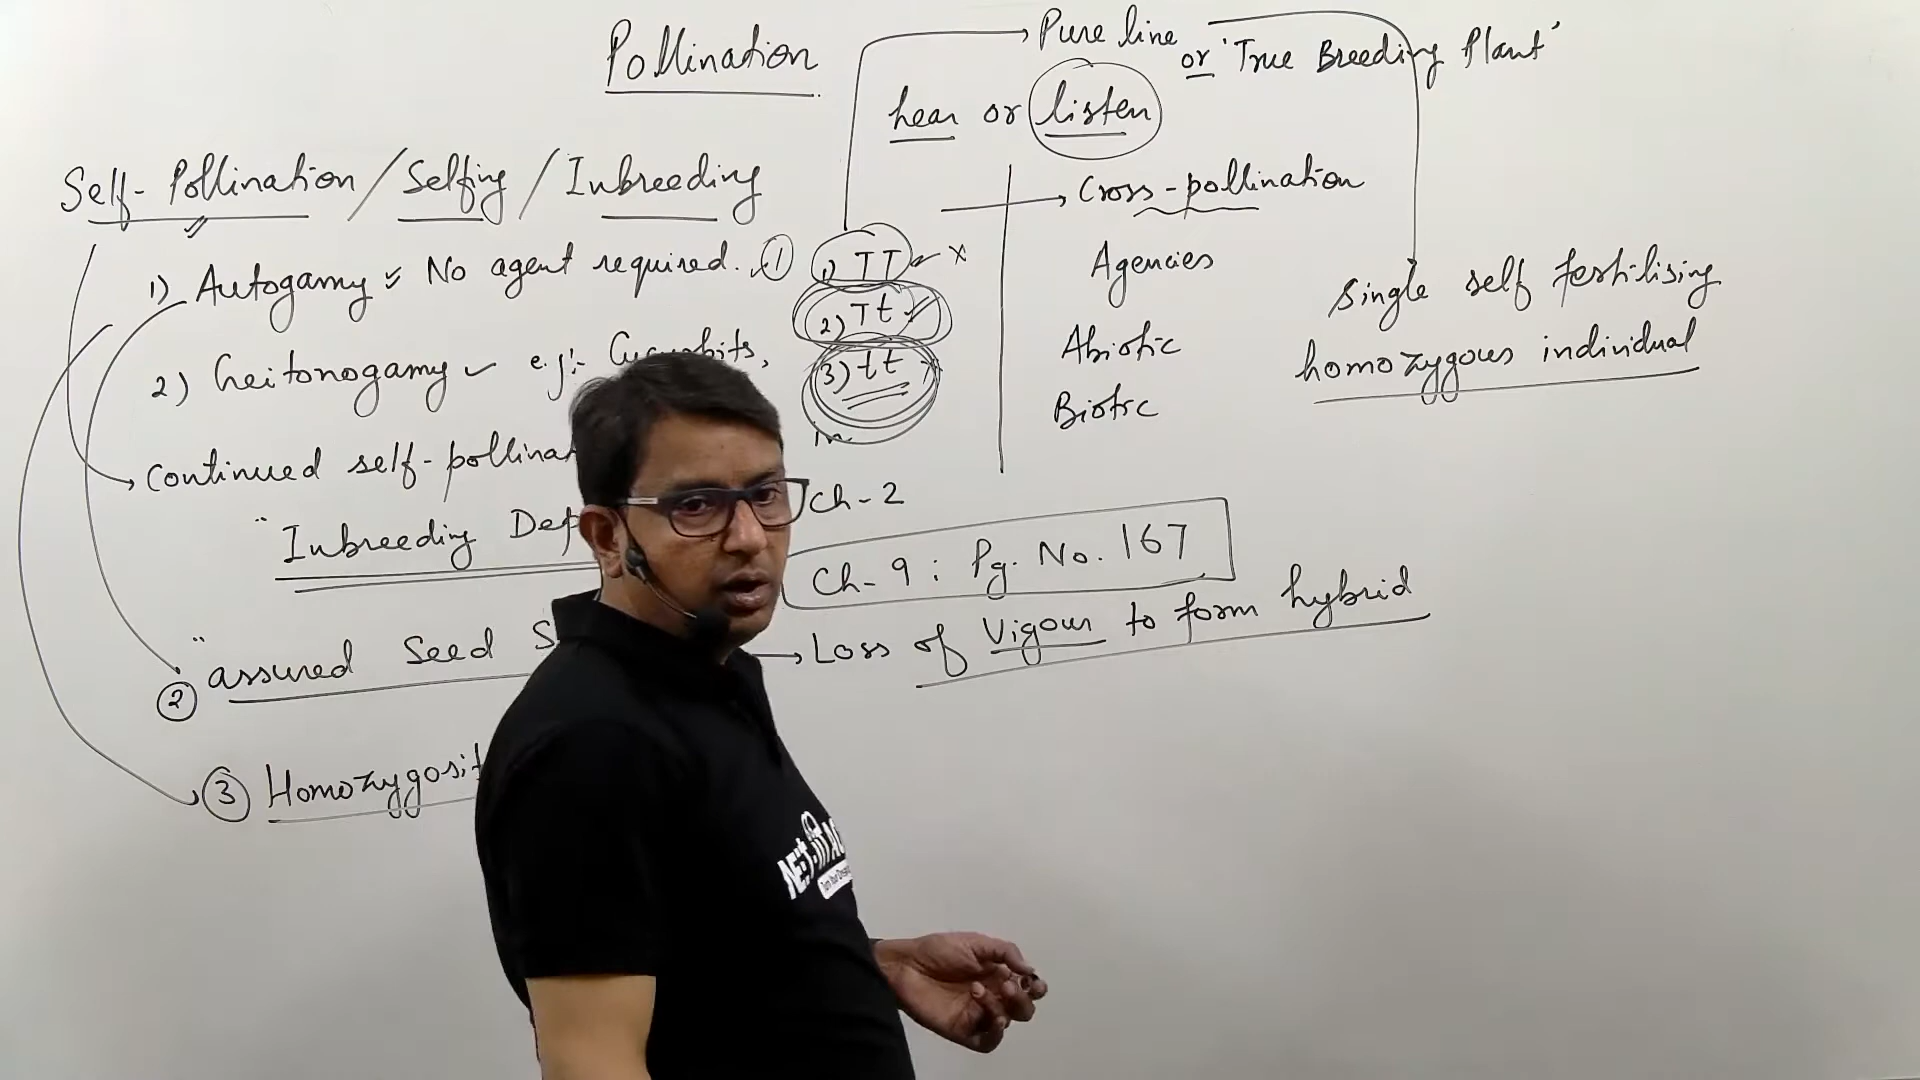 Pollination
Pure line
or 'True Breeding Plant'
hear or listen
Self-Pollination / Selfing / Inbreeding
Cross-pollination
1) Autogamy No agent required. 1
1) TT x
2) Tt
3) tt
2) Geitonogamy e.g:-
Agencies
Abiotic
Biotic
Single self fertilising
homozygous individual
in
Continued self-pollinat
"Inbreeding Dep
Ch-2
Ch-9: Pg. No. 167
2 "assured Seed S
Loss of Vigour to form hybrid
3 Homozygosit